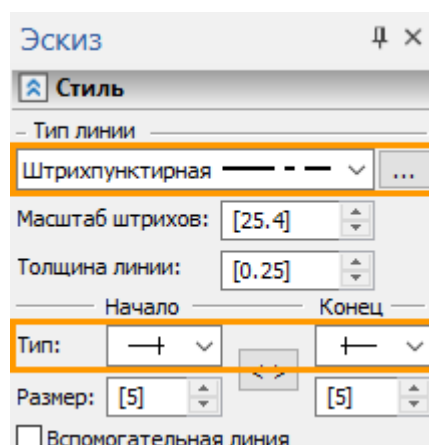 Эскиз
Стиль
Тип линии
Штрихпунктирная ...
Масштаб штрихов: [25.4]
Толщина линии: [0.25]
Начало Конец
Тип: < >
Размер: [5] [5]
Вспомогательная линия